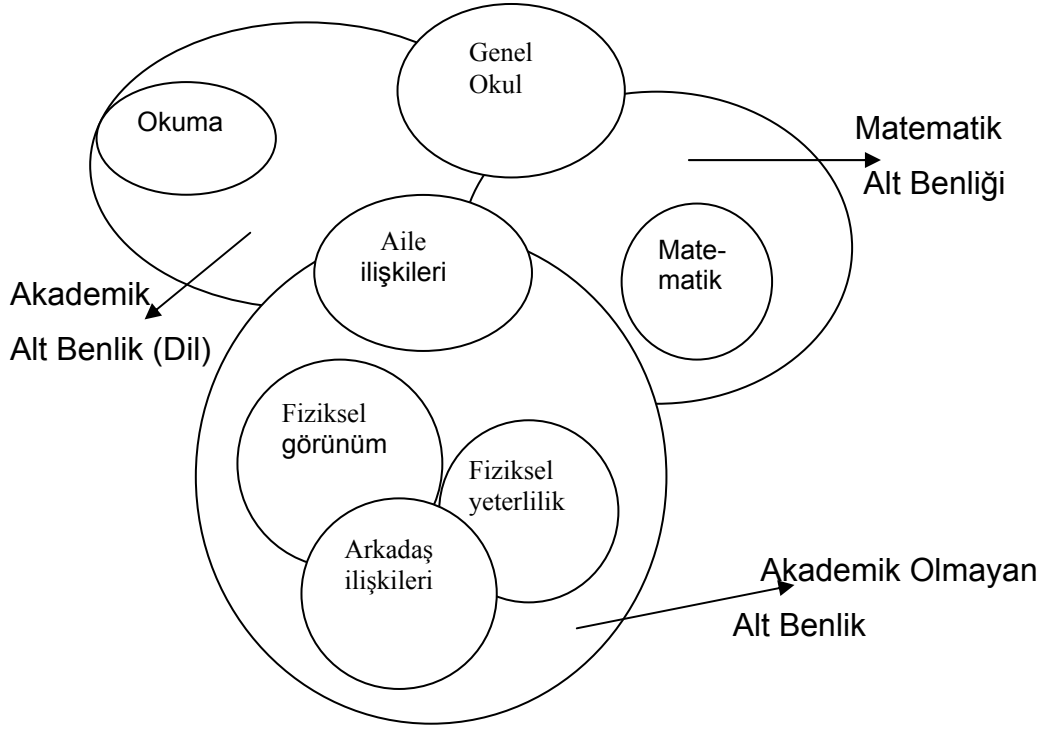 Genel
Okul
Okuma
Matematik
Alt Benliği
Aile
ilişkileri
Mate-
matik
Akademik
Alt Benlik (Dil)
Fiziksel
görünüm
Fiziksel
yeterlilik
Arkadaş
ilişkileri
Akademik Olmayan
Alt Benlik